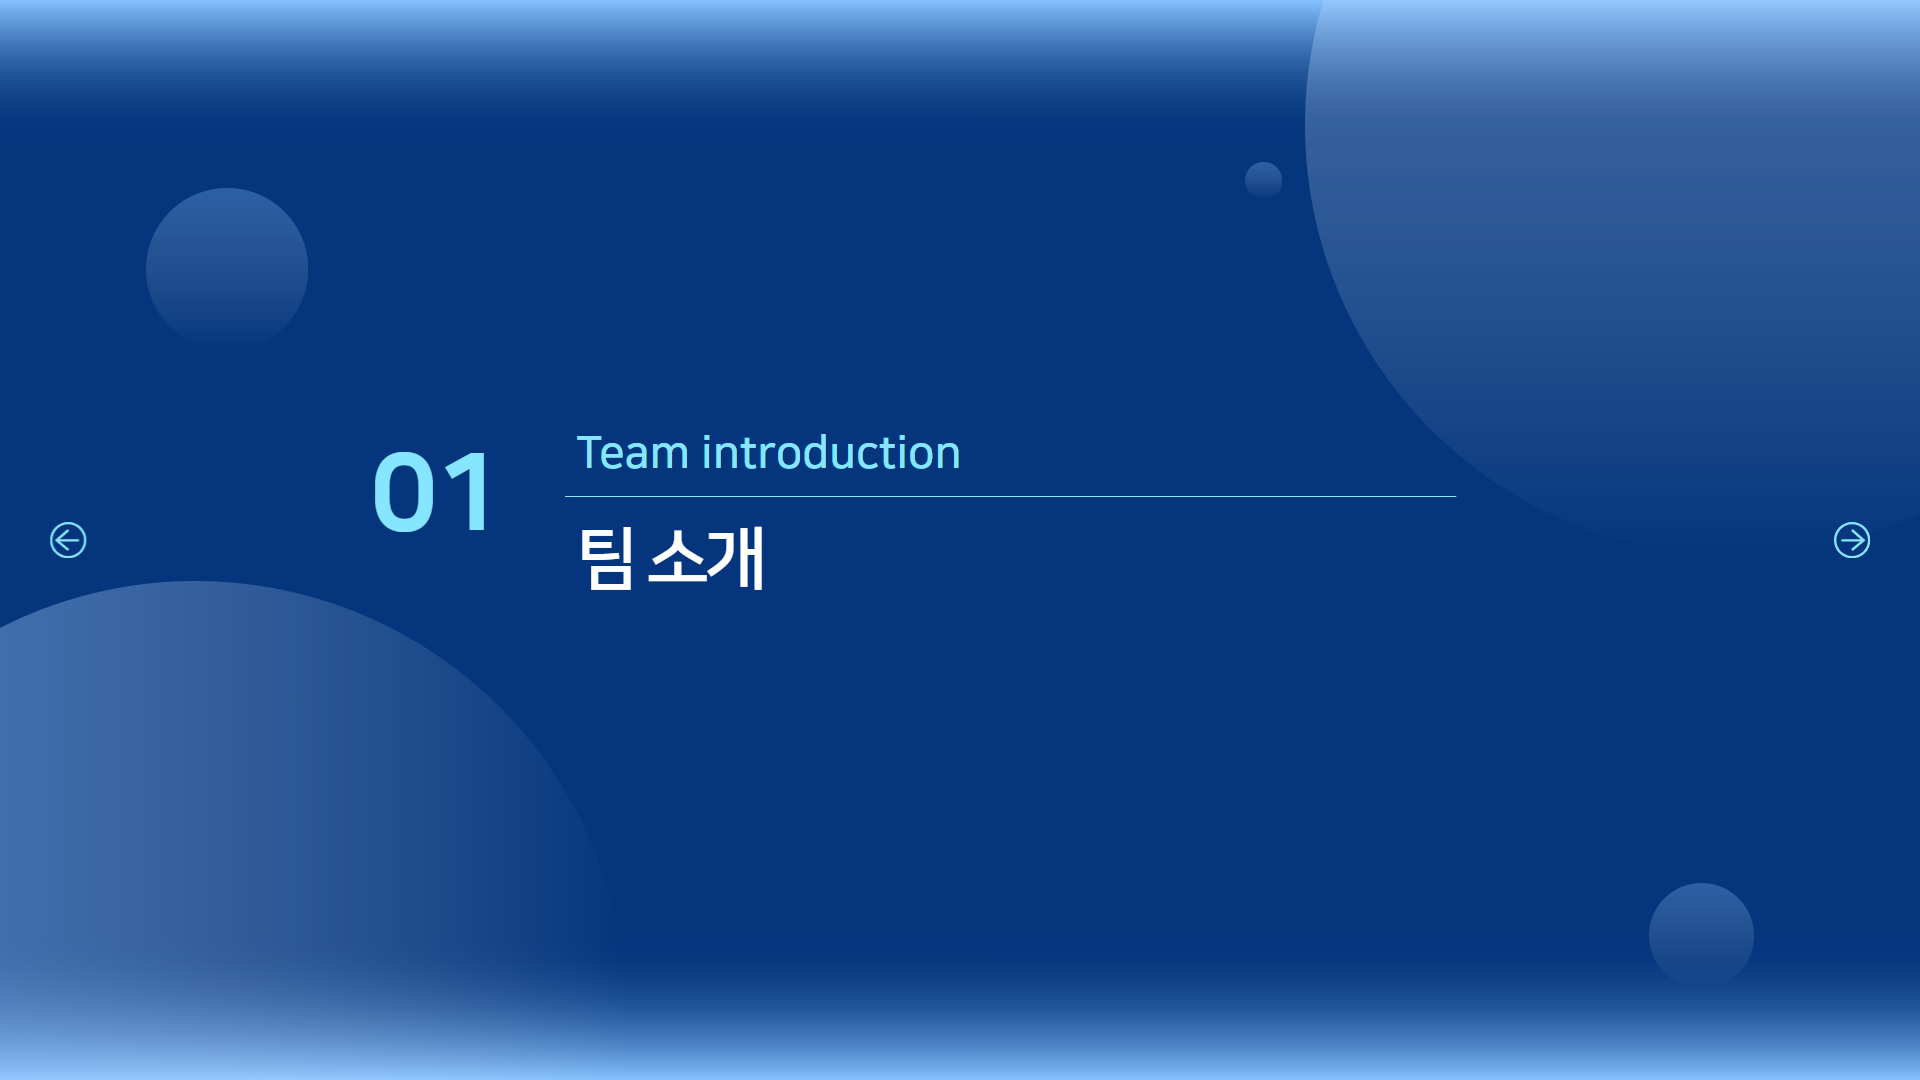 01
Team introduction
팀 소개